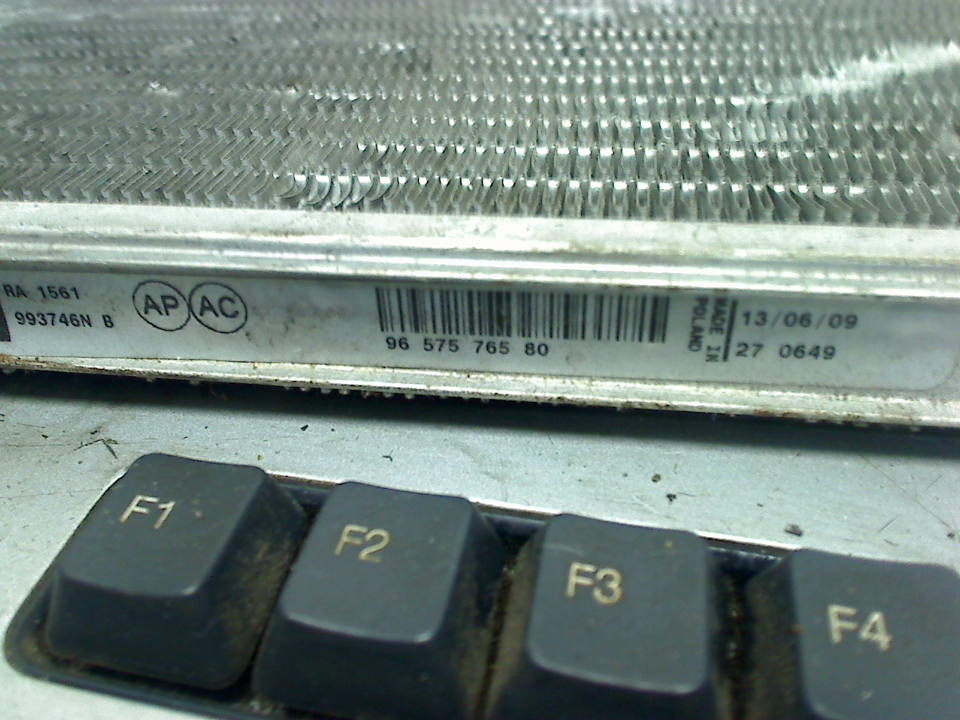 RA 1561
993746N B
AP AC
96 575 765 80
MADE IN
POLAND
13/06/09
27 0649
F1
F2
F3
F4